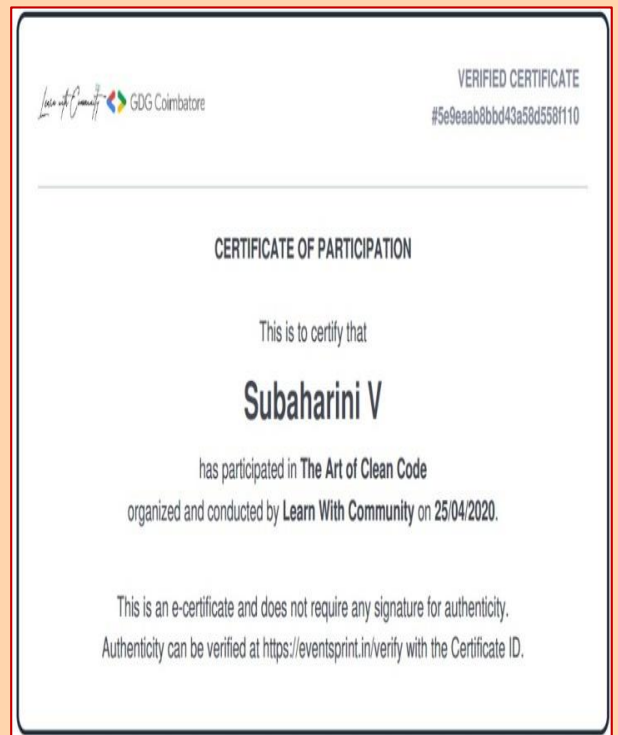 Learn with Community GDG Coimbatore
VERIFIED CERTIFICATE
#5e9eaab8bbd43a58d558f110
CERTIFICATE OF PARTICIPATION
This is to certify that
Subaharini V
has participated in The Art of Clean Code
organized and conducted by Learn With Community on 25/04/2020.
This is an e-certificate and does not require any signature for authenticity.
Authenticity can be verified at https://eventsprint.in/verify with the Certificate ID.